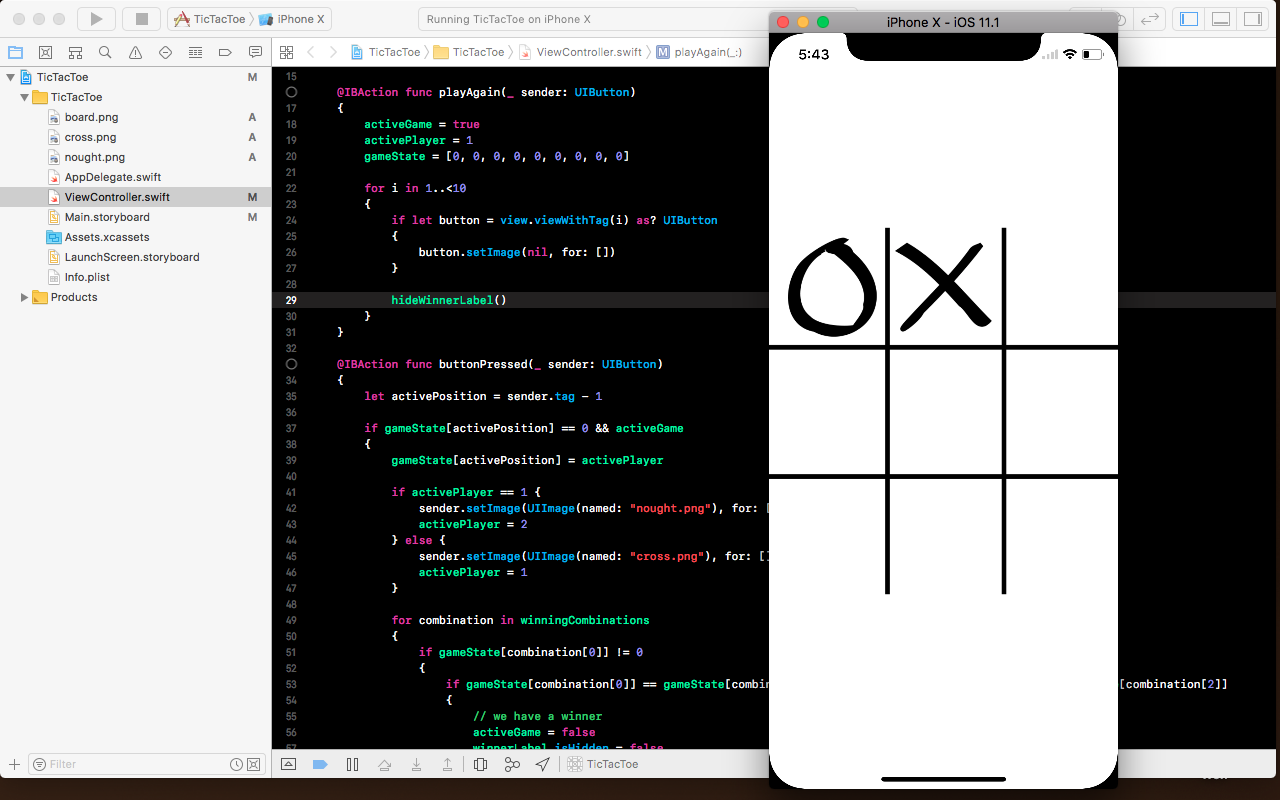 TicTacToe iPhone X
Running TicTacToe on iPhone X
iPhone X - iOS 11.1
5:43
TicTacToe TicTacToe ViewController.swift M playAgain(_:)
TicTacToe M
TicTacToe
board.png A
cross.png A
nought.png A
AppDelegate.swift
ViewController.swift M
Main.storyboard M
Assets.xcassets
LaunchScreen.storyboard
Info.plist
Products
Filter
15
@IBAction func playAgain(_ sender: UIButton)
17 {
18 activeGame = true
19 activePlayer = 1
20 gameState = [0, 0, 0, 0, 0, 0, 0, 0, 0]
21
22 for i in 1..<10
23 {
24 if let button = view.viewWithTag(i) as? UIButton
25 {
26 button.setImage(nil, for: [])
27 }
28
29 hideWinnerLabel()
30 }
31 }
32
@IBAction func buttonPressed(_ sender: UIButton)
34 {
35 let activePosition = sender.tag - 1
36
37 if gameState[activePosition] == 0 && activeGame
38 {
39 gameState[activePosition] = activePlayer
40
41 if activePlayer == 1 {
42 sender.setImage(UIImage(named: "nought.png"), for: [
43 activePlayer = 2
44 } else {
45 sender.setImage(UIImage(named: "cross.png"), for: []
46 activePlayer = 1
47 }
48
49 for combination in winningCombinations
50 {
51 if gameState[combination[0]] != 0
52 {
53 if gameState[combination[0]] == gameState[combin [combination[2]]
54 {
55 // we have a winner
56 activeGame = false
57 winnerLabel.isHidden = false
TicTacToe
O X